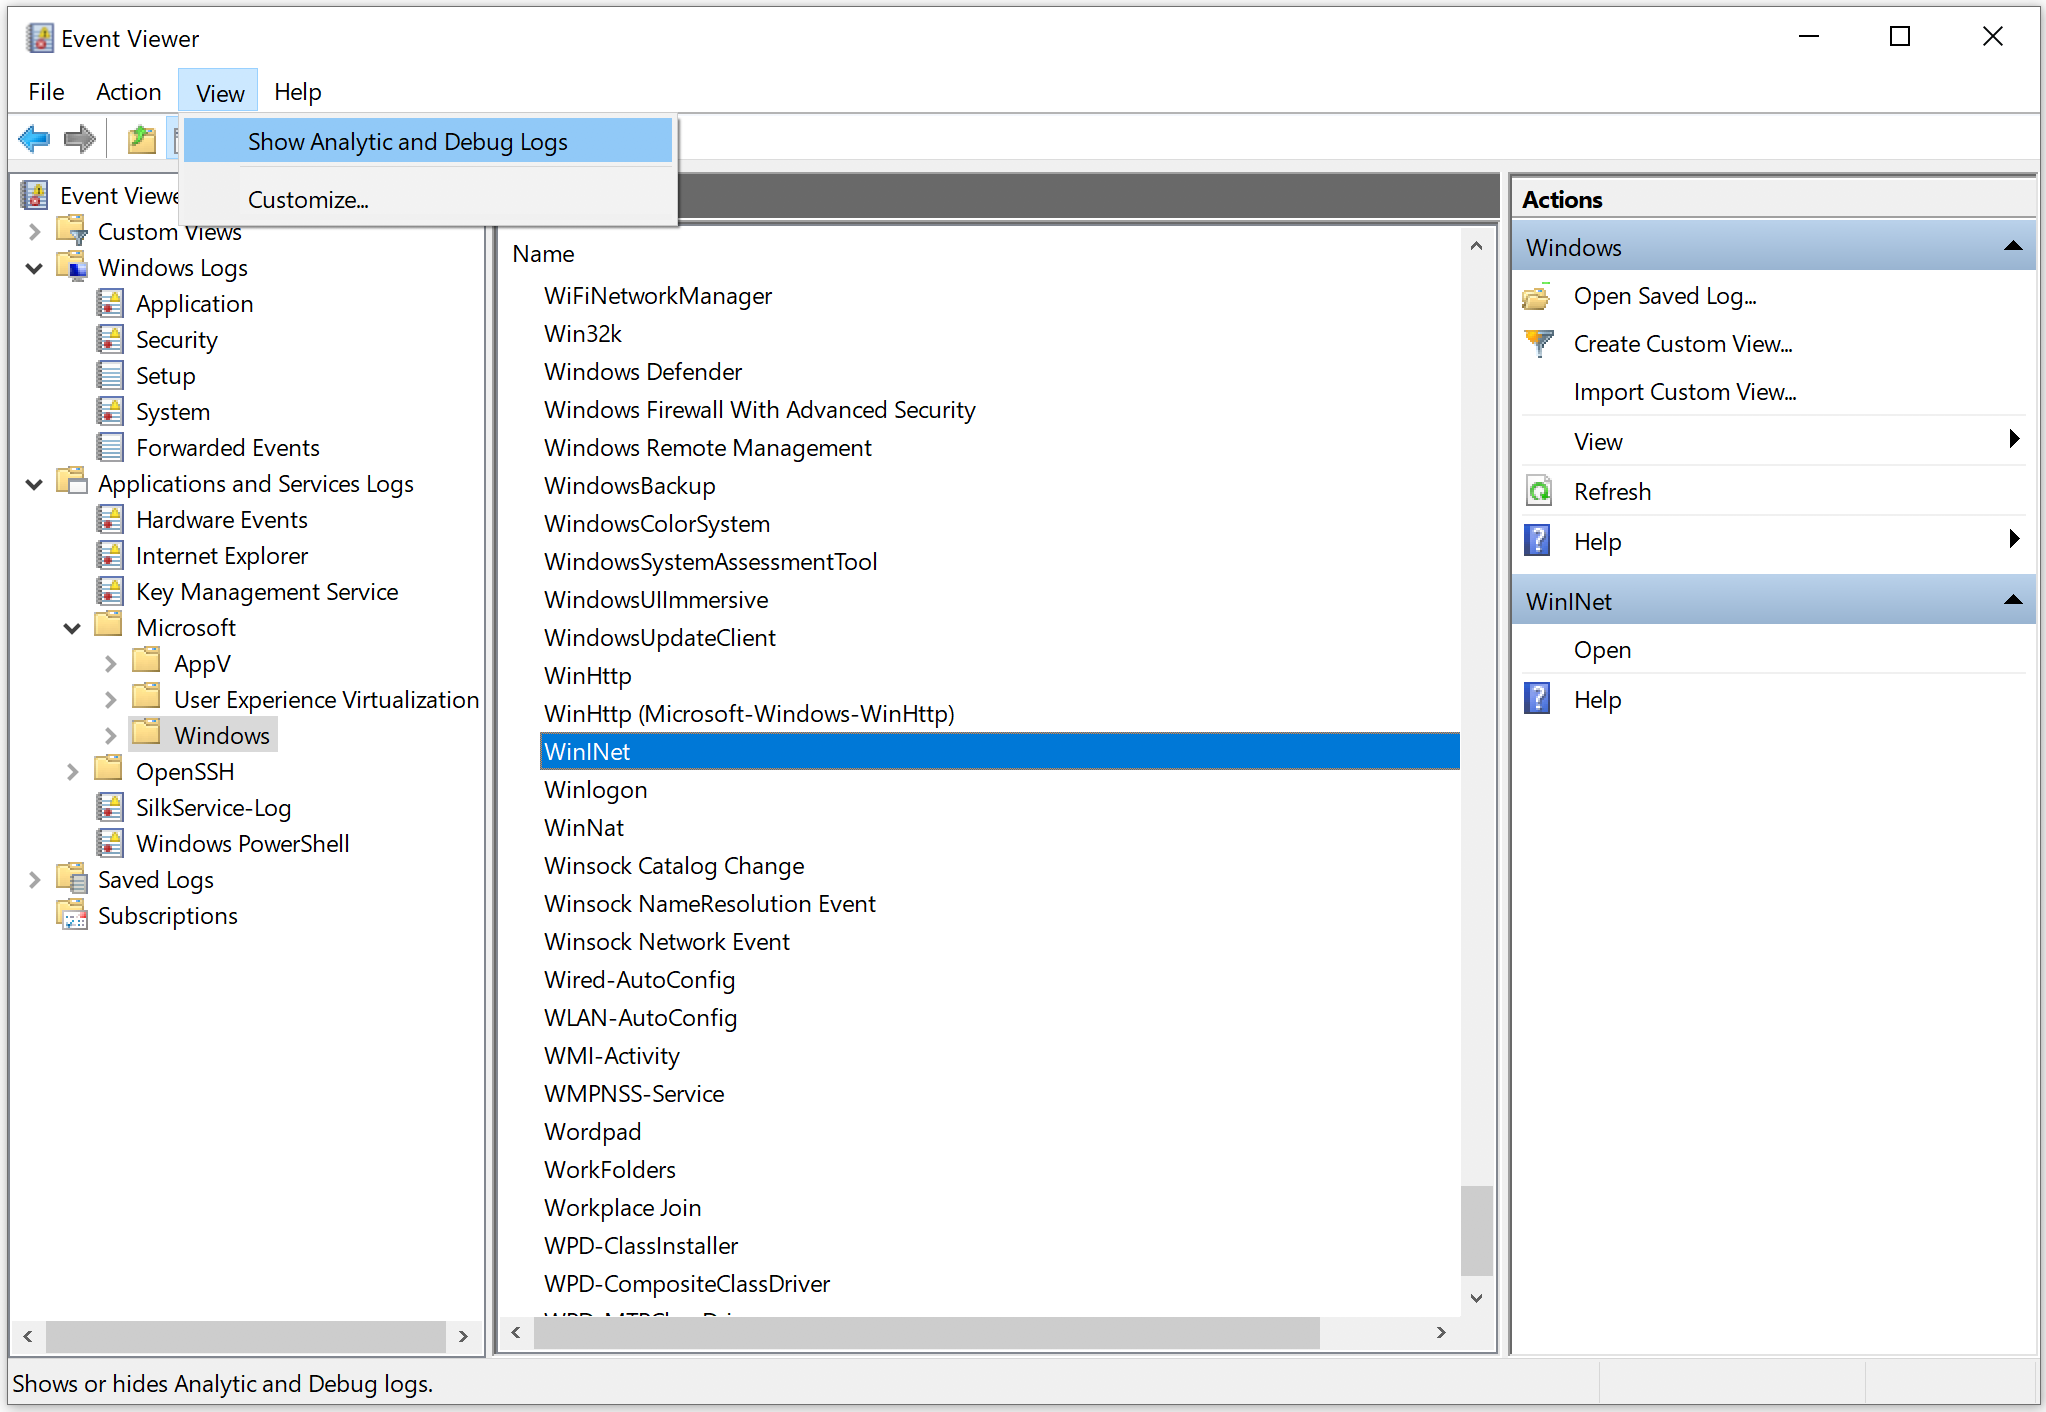 Event Viewer
File Action View Help
Show Analytic and Debug Logs
Customize...
Event Viewe
Custom Views
Windows Logs
Application
Security
Setup
System
Forwarded Events
Applications and Services Logs
Hardware Events
Internet Explorer
Key Management Service
Microsoft
AppV
User Experience Virtualization
Windows
OpenSSH
SilkService-Log
Windows PowerShell
Saved Logs
Subscriptions
Name
WiFiNetworkManager
Win32k
Windows Defender
Windows Firewall With Advanced Security
Windows Remote Management
WindowsBackup
WindowsColorSystem
WindowsSystemAssessmentTool
WindowsUIImmersive
WindowsUpdateClient
WinHttp
WinHttp (Microsoft-Windows-WinHttp)
WinINet
Winlogon
WinNat
Winsock Catalog Change
Winsock NameResolution Event
Winsock Network Event
Wired-AutoConfig
WLAN-AutoConfig
WMI-Activity
WMPNSS-Service
Wordpad
WorkFolders
Workplace Join
WPD-ClassInstaller
WPD-CompositeClassDriver
Actions
Windows
Open Saved Log...
Create Custom View...
Import Custom View...
View
Refresh
Help
WinINet
Open
Help
Shows or hides Analytic and Debug logs.